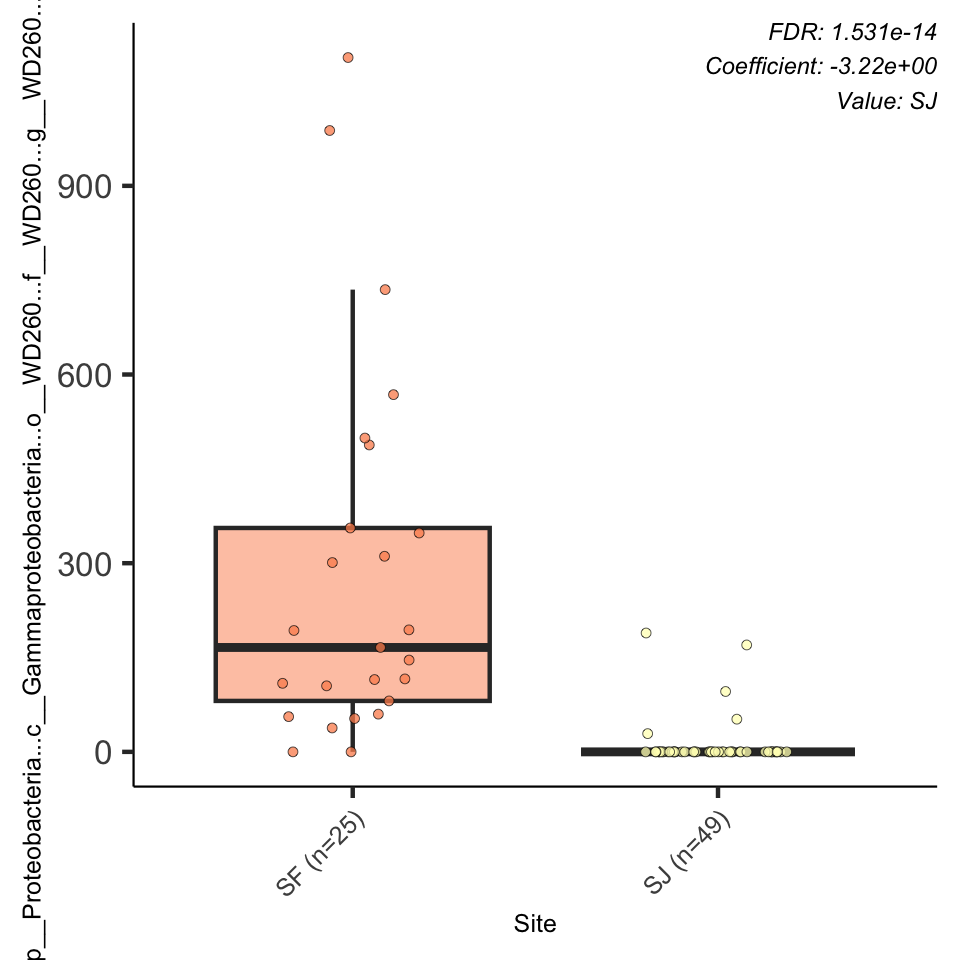 FDR: 1.531e-14
Coefficient: -3.22e+00
Value: SJ
p__Proteobacteria...c__Gammaproteobacteria...o__WD260...f__WD260...g__WD260...
900
600
300
0
SF (n=25)
SJ (n=49)
Site